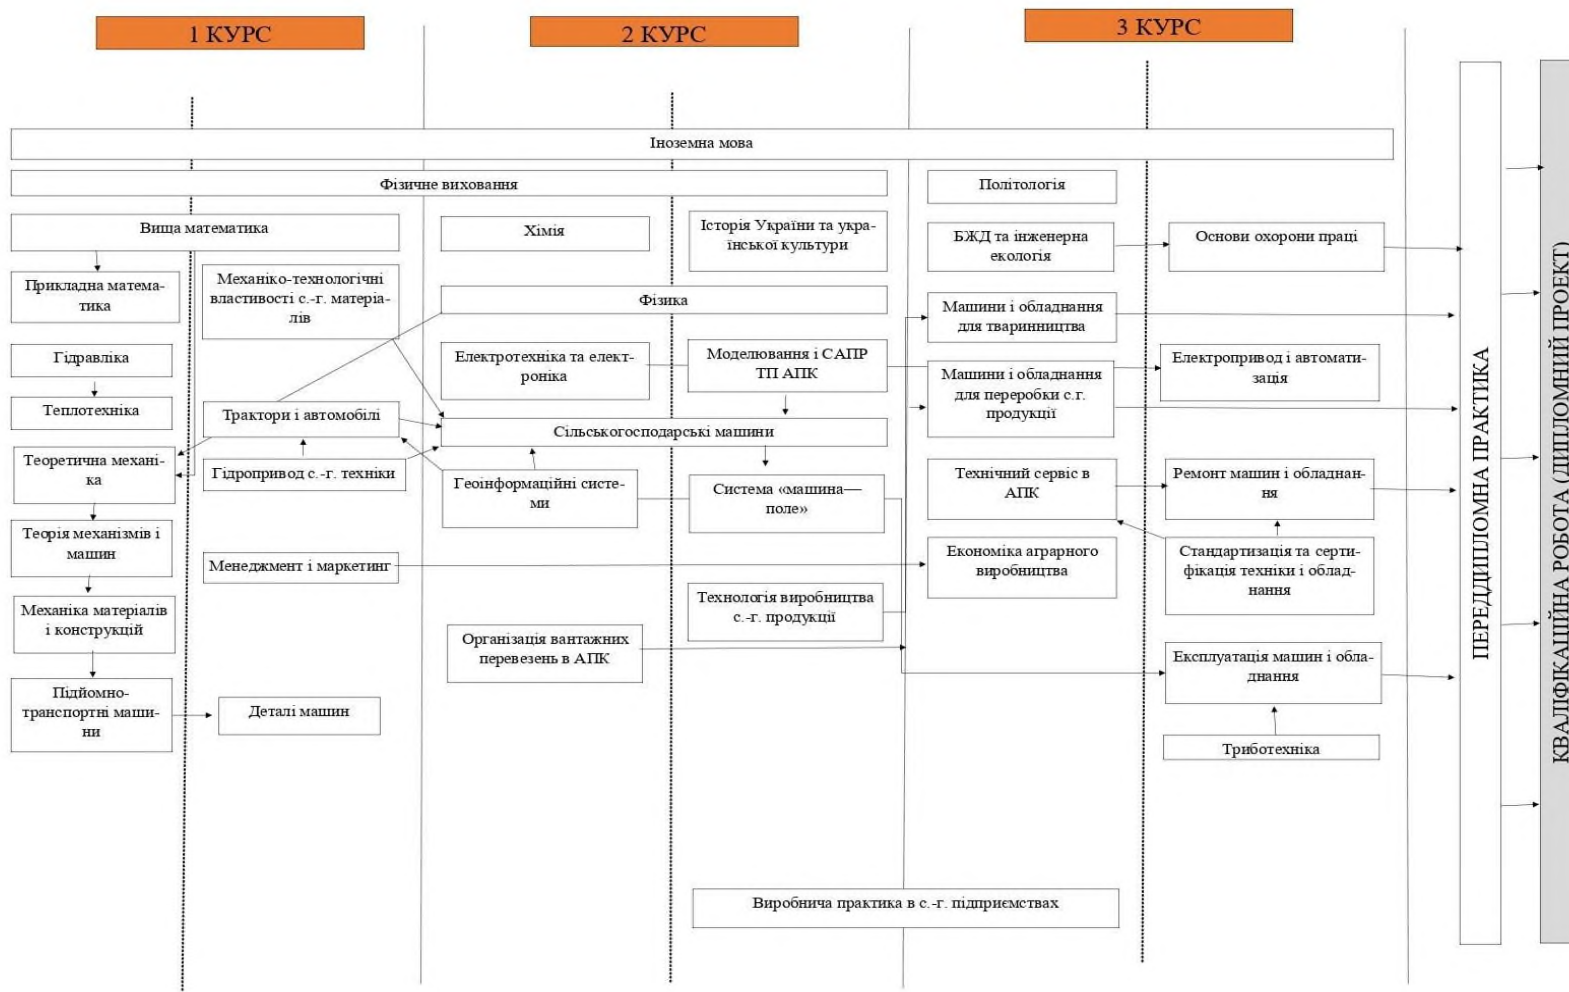 1 КУРС
2 КУРС
3 КУРС
Іноземна мова
Фізичне виховання
Політологія
Вища математика
Хімія
Історія України та укра-
їнської культури
БЖД та інженерна
екологія
Основи охорони праці
Прикладна матема-
тика
Механіко-технологічні
властивості с.-г. матеріа-
лів
Фізика
Машини і обладнання
для тваринництва
Гідравліка
Електротехніка та елект-
роніка
Моделювання і САПР
ТП АПК
Машини і обладнання
для переробки с.г.
продукції
Електропривод і автомати-
зація
Теплотехніка
Трактори і автомобілі
Сільськогосподарські машини
Теоретична механі-
ка
Гідропривод с.-г. техніки
Геоінформаційні систе-
ми
Система «машина—
поле»
Технічний сервіс в
АПК
Ремонт машин і обладнан-
ня
Теорія механізмів і
машин
Менеджмент і маркетинг
Економіка аграрного
виробництва
Стандартизація та серти-
фікація техніки і облад-
нання
Механіка матеріалів
і конструкцій
Технологія виробництва
с.-г. продукції
Організація вантажних
перевезень в АПК
Експлуатація машин і обла-
днання
Підйомно-
транспортні маши-
ни
Деталі машин
Триботехніка
Виробнича практика в с.-г. підприємствах
ПЕРЕДДИПЛОМНА ПРАКТИКА
КВАЛІФІКАЦІЙНА РОБОТА (ДИПЛОМНИЙ ПРОЕКТ)